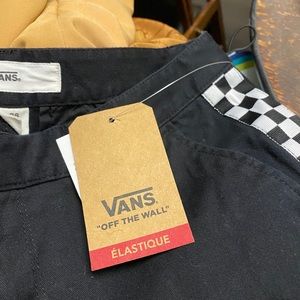 VANS
VANS
"OFF THE WALL"
ÉLASTIQUE